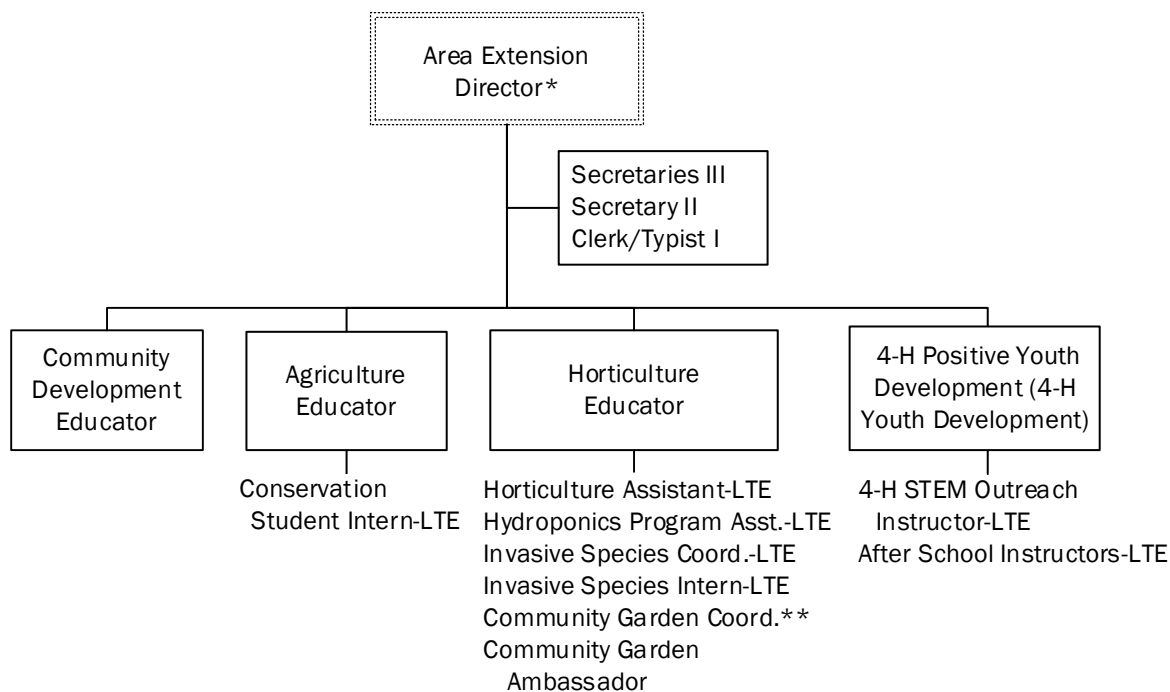 Area Extension
Director*
Secretaries III
Secretary II
Clerk/Typist I
Community
Development
Educator
Agriculture
Educator
Horticulture
Educator
4-H Positive Youth
Development (4-H
Youth Development)
Conservation
Student Intern-LTE
Horticulture Assistant-LTE
Hydroponics Program Asst.-LTE
Invasive Species Coord.-LTE
Invasive Species Intern-LTE
Community Garden Coord.**
Community Garden
Ambassador
4-H STEM Outreach
Instructor-LTE
After School Instructors-LTE